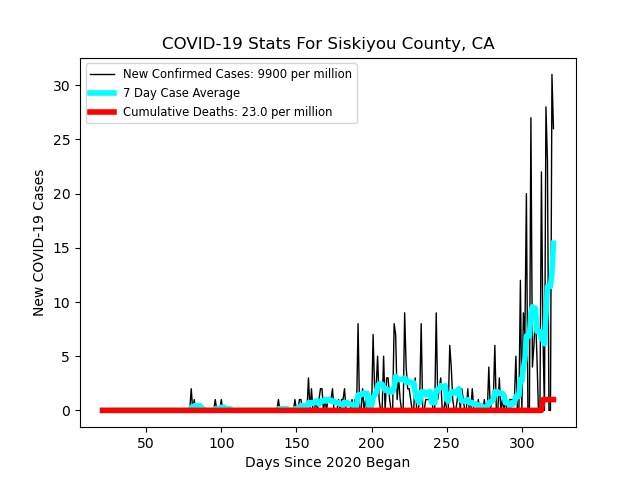 COVID-19 Stats For Siskiyou County, CA
New Confirmed Cases: 9900 per million
7 Day Case Average
Cumulative Deaths: 23.0 per million
New COVID-19 Cases
30
25
20
15
10
5
0
50 100 150 200 250 300
Days Since 2020 Began